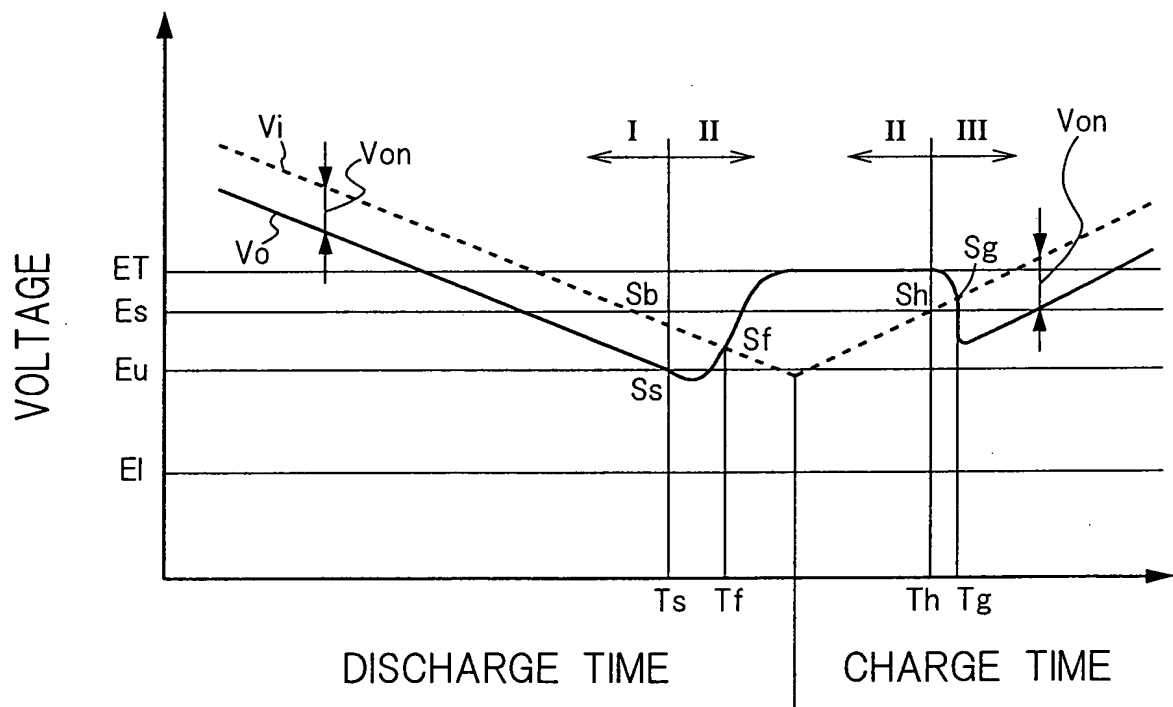 I
II
II
III
Vi
Von
Von
Vo
Sg
ET
Sb
Sh
Es
Sf
Eu
Ss
El
VOLTAGE
Ts
Tf
Th
Tg
DISCHARGE TIME
CHARGE TIME